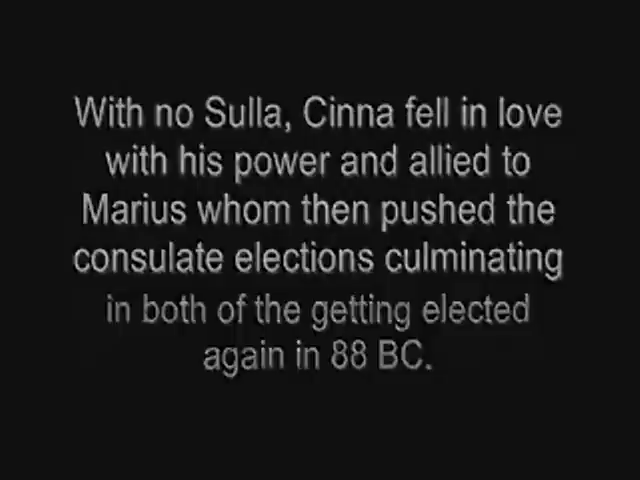 With no Sulla, Cinna fell in love
with his power and allied to
Marius whom then pushed the
consulate elections culminating
in both of the getting elected
again in 88 BC.